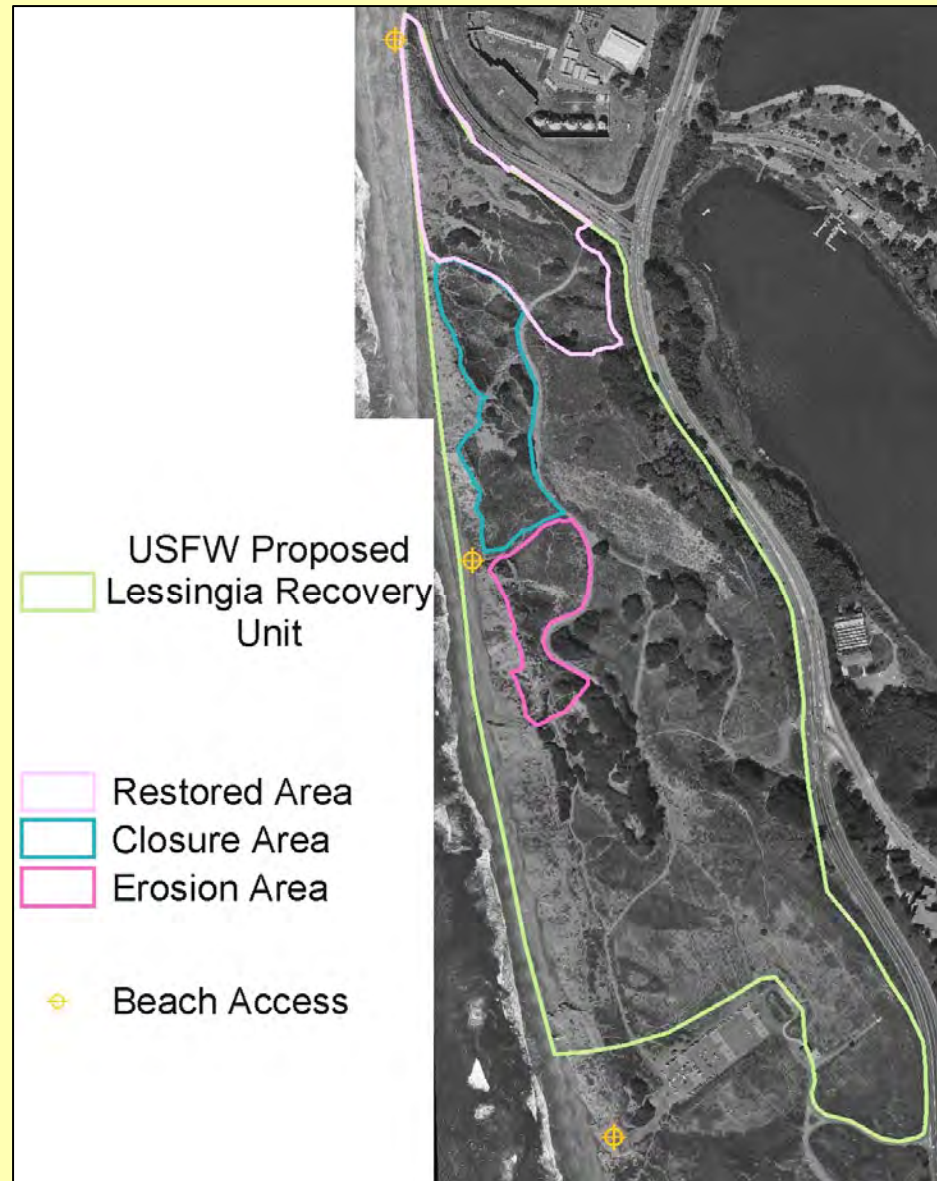 USFW Proposed
Lessingia Recovery
Unit
Restored Area
Closure Area
Erosion Area
Beach Access